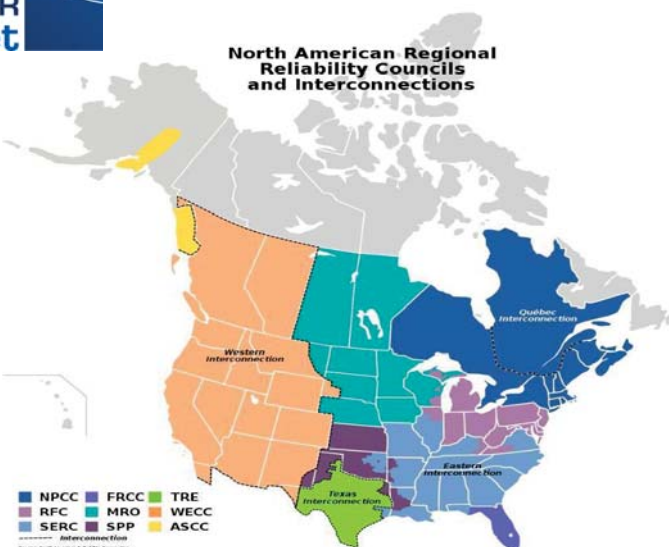 North American Regional
Reliability Councils
and Interconnections
Québec
Interconnection
Western
Interconnection
Eastern
Interconnection
Texas
Interconnection
NPCC FRCC TRE
RFC MRO WECC
SERC SPP ASCC
Interconnection